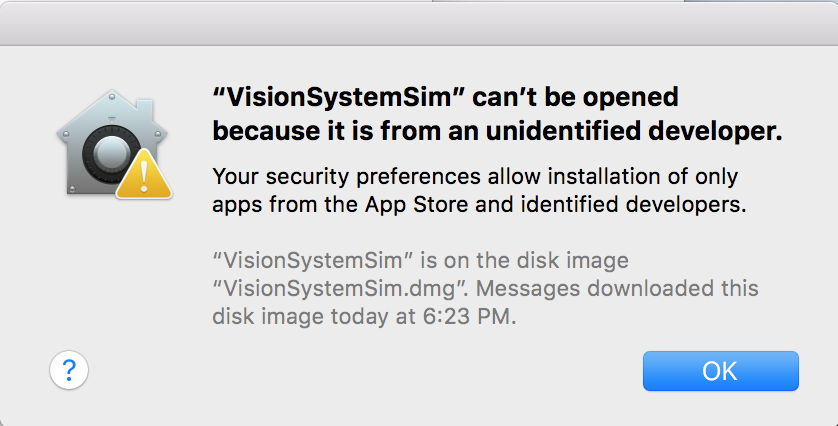 “VisionSystemSim” can’t be opened
because it is from an unidentified developer.
Your security preferences allow installation of only
apps from the App Store and identified developers.
“VisionSystemSim” is on the disk image
“VisionSystemSim.dmg”. Messages downloaded this
disk image today at 6:23 PM.
?
OK